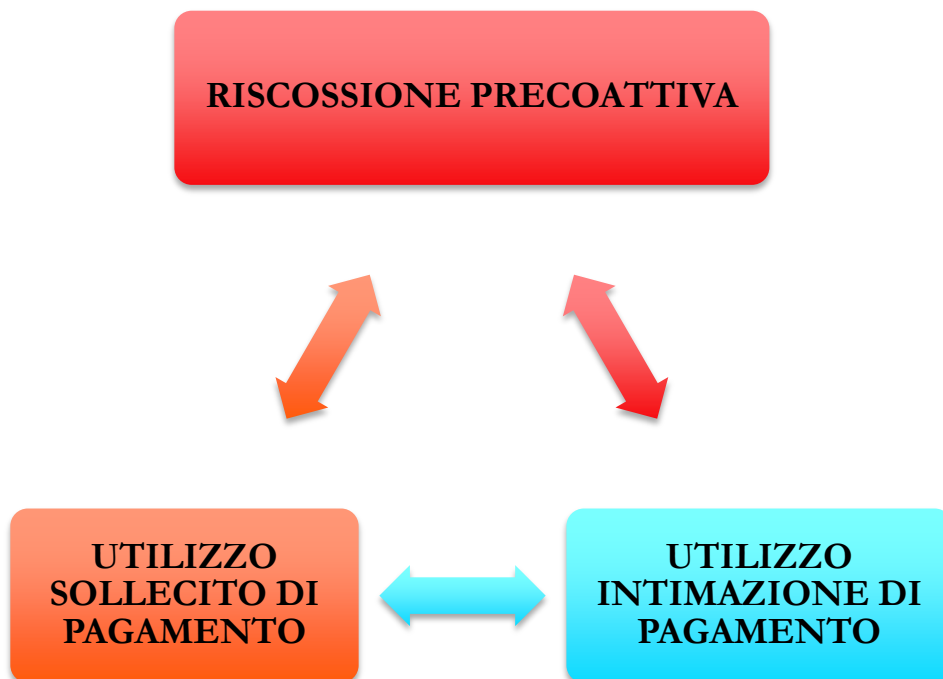 RISCOSSIONE PRECOATTIVA
UTILIZZO
SOLLECITO DI
PAGAMENTO
UTILIZZO
INTIMAZIONE DI
PAGAMENTO